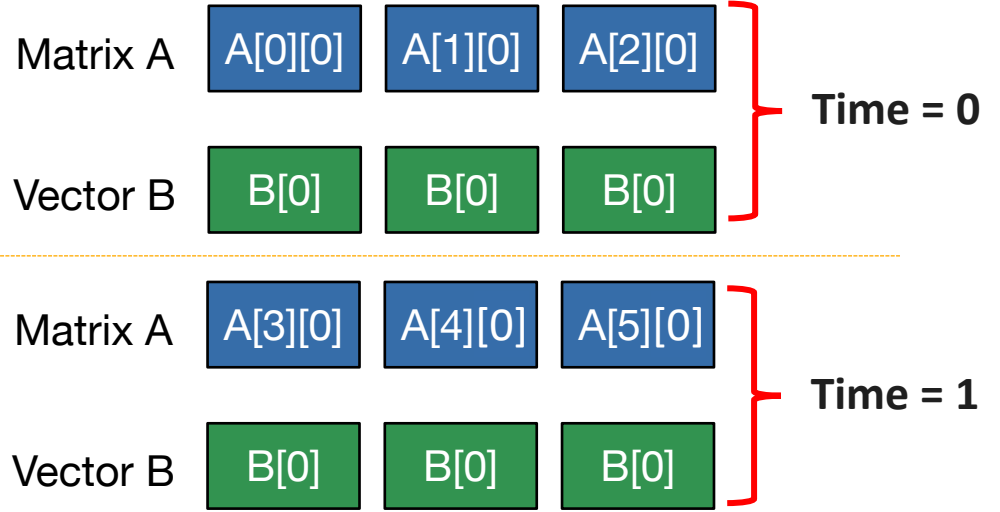 Matrix A A[0][0] A[1][0] A[2][0]
Time = 0
Vector B B[0] B[0] B[0]
Matrix A A[3][0] A[4][0] A[5][0]
Time = 1
Vector B B[0] B[0] B[0]